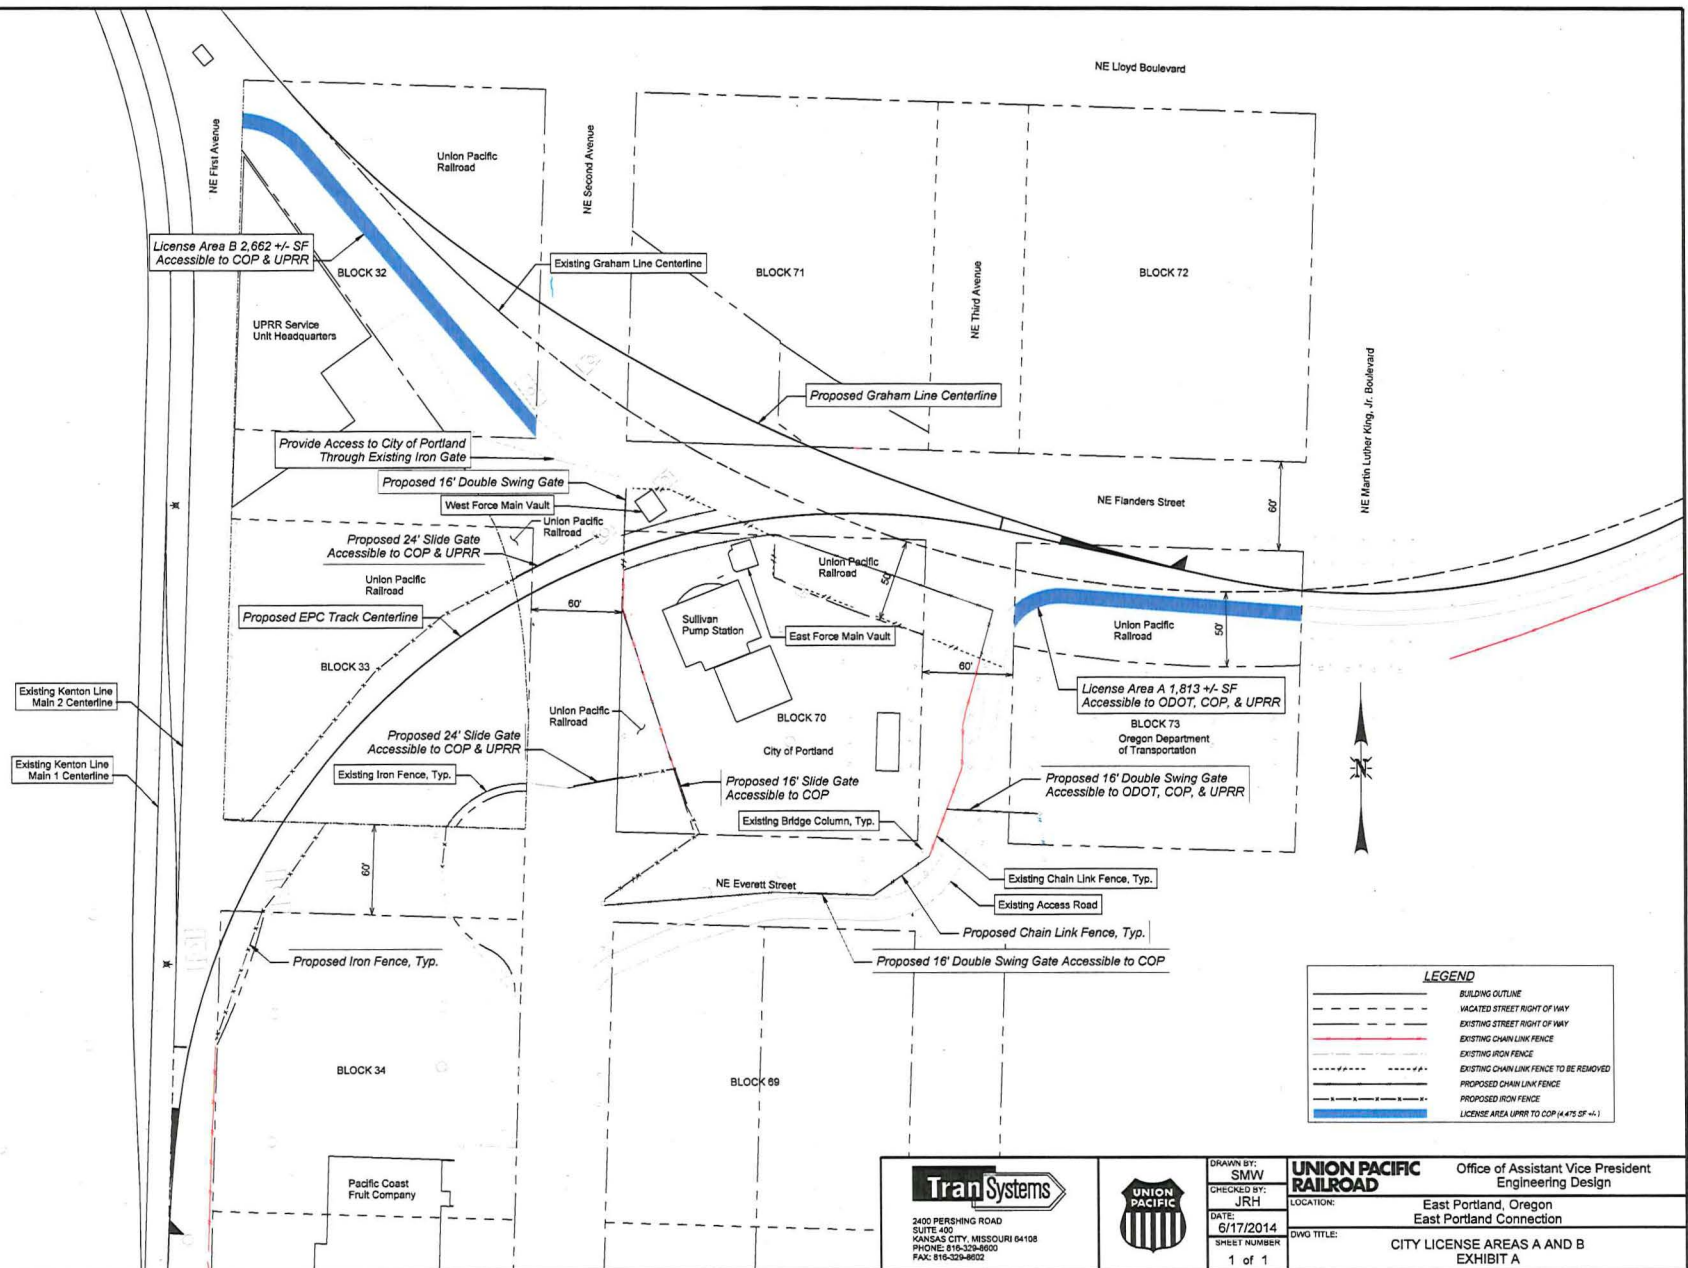 NE Lloyd Boulevard
NE First Avenue
Union Pacific
Railroad
NE Second Avenue
License Area B 2,662 +/- SF
Accessible to COP & UPRR
BLOCK 32
Existing Graham Line Centerline
BLOCK 71
NE Third Avenue
BLOCK 72
UPRR Service
Unit Headquarters
NE Martin Luther King, Jr. Boulevard
Proposed Graham Line Centerline
Provide Access to City of Portland
Through Existing Iron Gate
Proposed 16' Double Swing Gate
West Force Main Vault
NE Flanders Street
60'
Union Pacific
Railroad
Proposed 24' Slide Gate
Accessible to COP & UPRR
Union Pacific
Railroad
Union Pacific
Railroad
50'
60'
Proposed EPC Track Centerline
Sullivan
Pump Station
East Force Main Vault
Union Pacific
Railroad
50'
BLOCK 33
60'
License Area A 1,813 +/- SF
Accessible to ODOT, COP, & UPRR
Existing Kenton Line
Main 2 Centerline
Union Pacific
Railroad
BLOCK 70
BLOCK 73
Oregon Department
of Transportation
Proposed 24' Slide Gate
Accessible to COP & UPRR
City of Portland
N
Existing Kenton Line
Main 1 Centerline
Existing Iron Fence, Typ.
Proposed 16' Slide Gate
Accessible to COP
Proposed 16' Double Swing Gate
Accessible to ODOT, COP, & UPRR
Existing Bridge Column, Typ.
60'
NE Everett Street
Existing Chain Link Fence, Typ.
Existing Access Road
Proposed Chain Link Fence, Typ.
Proposed Iron Fence, Typ.
Proposed 16' Double Swing Gate Accessible to COP
LEGEND
BUILDING OUTLINE
VACATED STREET RIGHT OF WAY
EXISTING STREET RIGHT OF WAY
EXISTING CHAIN LINK FENCE
EXISTING IRON FENCE
EXISTING CHAIN LINK FENCE TO BE REMOVED
PROPOSED CHAIN LINK FENCE
PROPOSED IRON FENCE
LICENSE AREA UPRR TO COP (4,475 SF +/-)
BLOCK 34
BLOCK 69
Pacific Coast
Fruit Company
TranSystems
2400 PERSHING ROAD
SUITE 400
KANSAS CITY, MISSOURI 64108
PHONE: 816-329-8600
FAX: 816-329-8602
UNION
PACIFIC
DRAWN BY:
SMW
CHECKED BY:
JRH
DATE:
6/17/2014
SHEET NUMBER
1 of 1
UNION PACIFIC
RAILROAD
Office of Assistant Vice President
Engineering Design
LOCATION:
East Portland, Oregon
East Portland Connection
DWG TITLE:
CITY LICENSE AREAS A AND B
EXHIBIT A